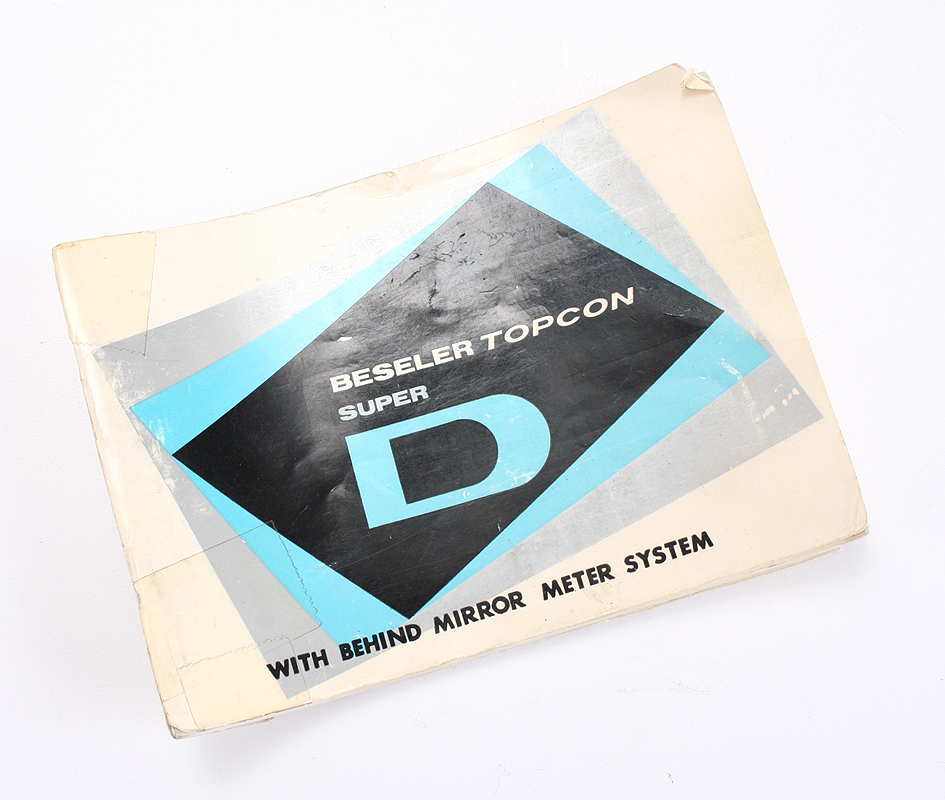 BESELER TOPCON
SUPER
D
WITH BEHIND MIRROR METER SYSTEM